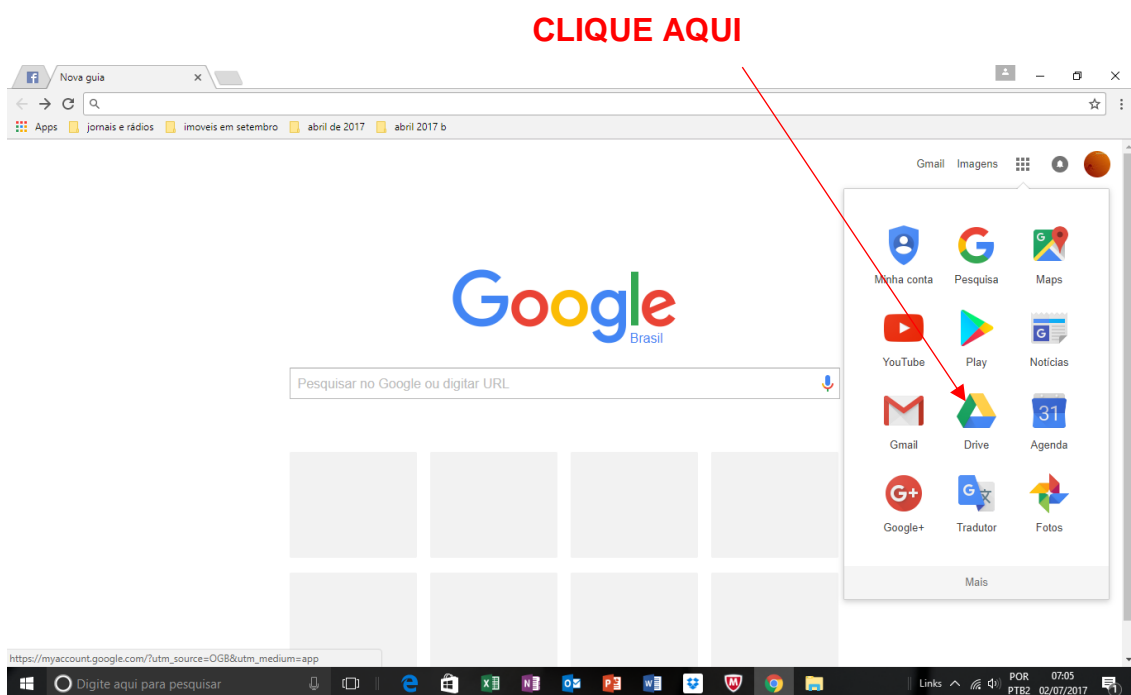 CLIQUE AQUI
Nova guia
Apps jornais e rádios imoveis em setembro abril de 2017 abril 2017 b
Gmail Imagens
Minha conta Pesquisa Maps
Google
Brasil
G
YouTube Play Notícias
G
Pesquisar no Google ou digitar URL
31
Gmail Drive Agenda
G+ G 文
Google+ Tradutor Fotos
Mais
https://myaccount.google.com/?utm_source=OGB&utm_medium=app
Digite aqui para pesquisar
Links POR 07:05
PTB2 02/07/2017